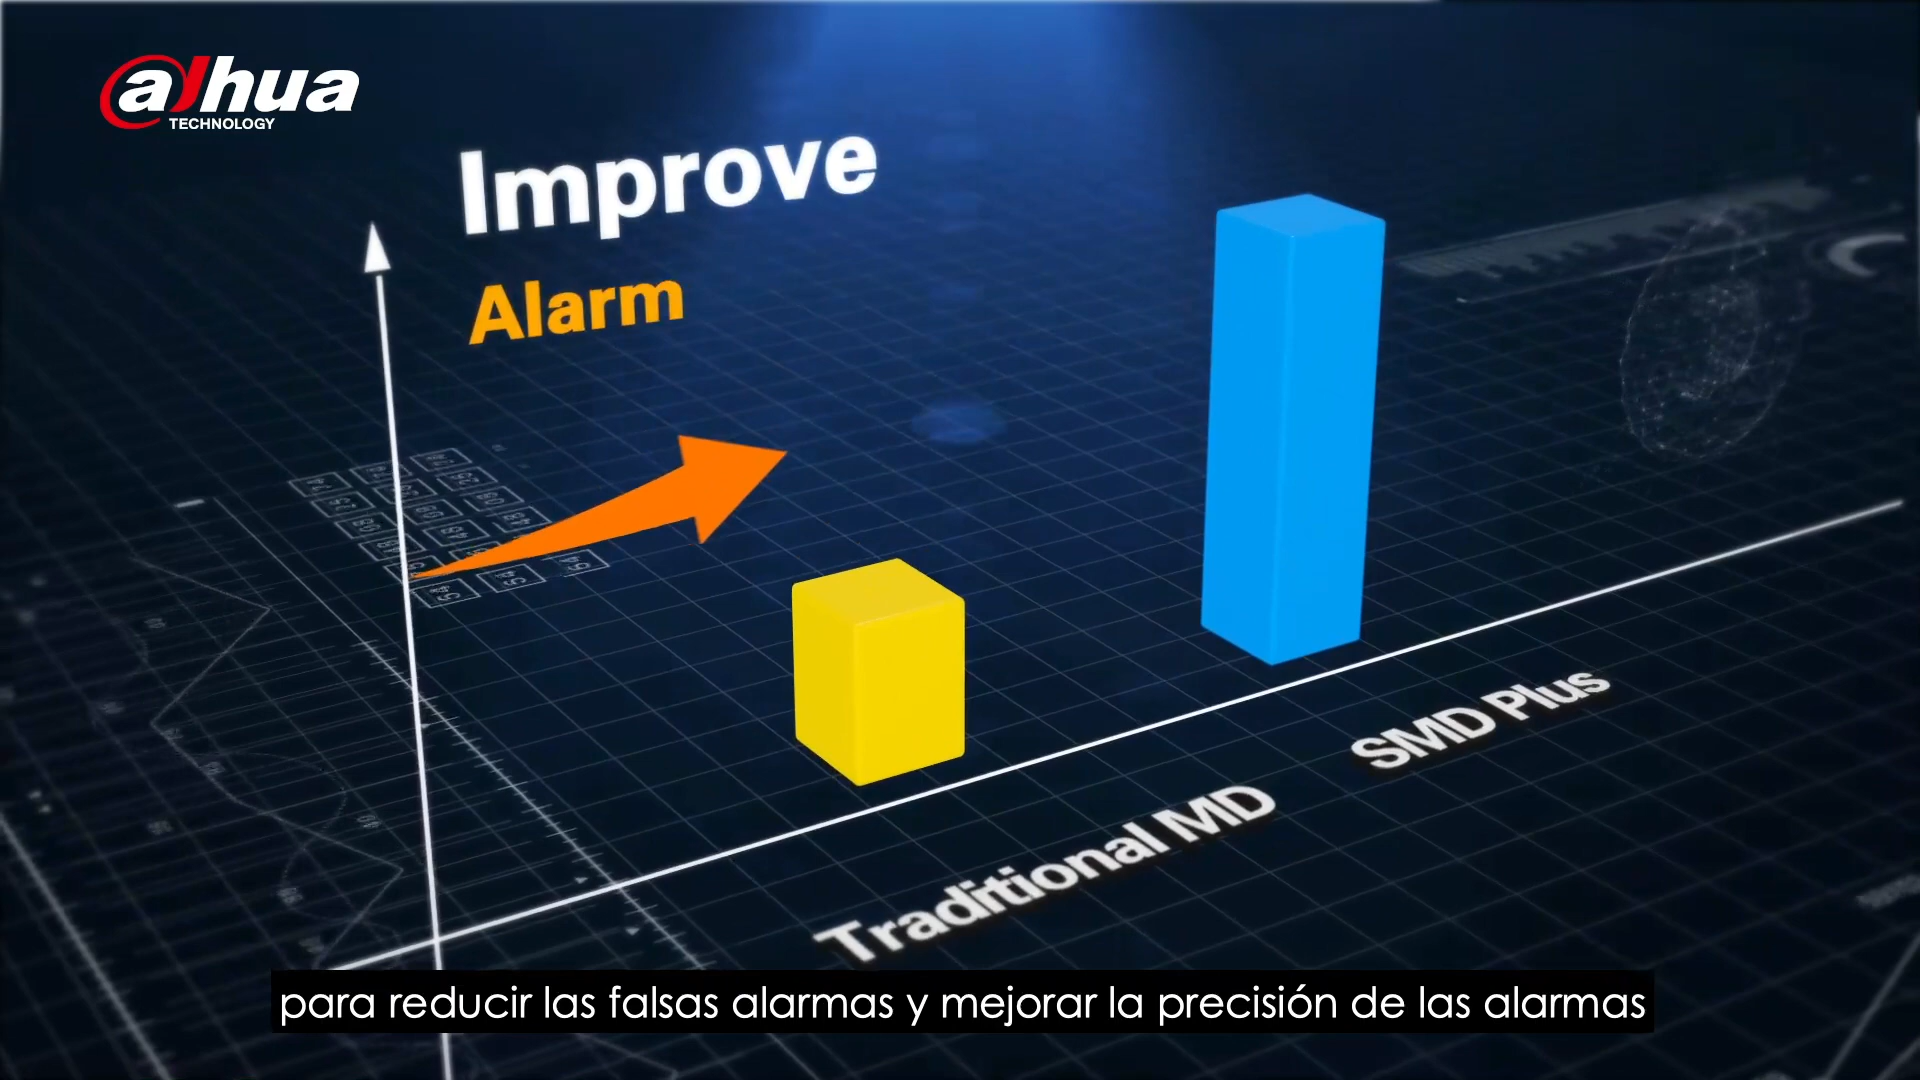 alhua
TECHNOLOGY
Improve
Alarm
SMD Plus
Traditional MD
para reducir las falsas alarmas y mejorar la precisión de las alarmas